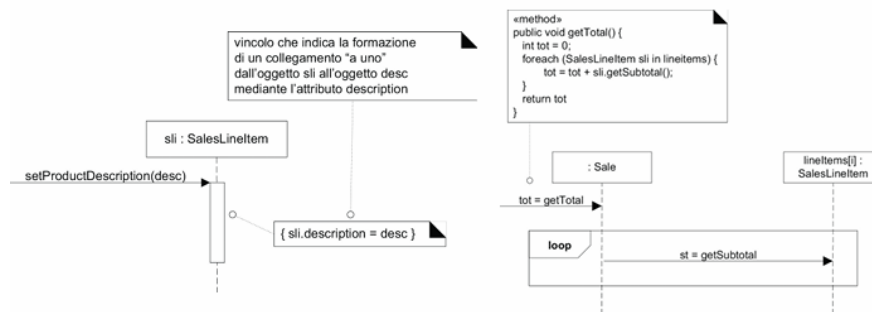 vincolo che indica la formazione
di un collegamento “a uno”
dall'oggetto sli all'oggetto desc
mediante l'attributo description
sli : SalesLineItem
setProductDescription(desc)
{ sli.description = desc }
«method»
public void getTotal() {
int tot = 0;
foreach (SalesLineItem sli in lineitems) {
tot = tot + sli.getSubtotal();
}
return tot
}
: Sale
lineItems[i] :
SalesLineItem
tot = getTotal
loop
st = getSubtotal